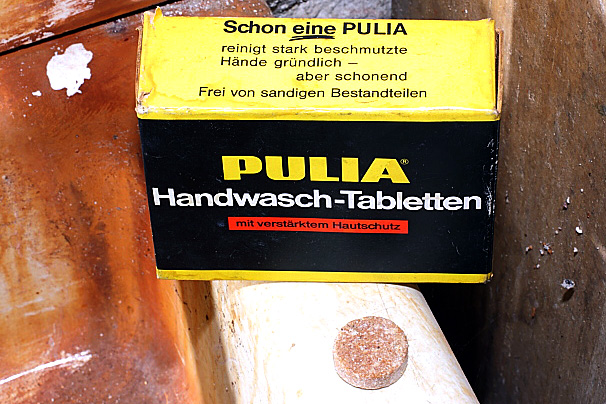 Schon eine PULIA
reinigt stark beschmutzte
Hände gründlich –
aber schonend
Frei von sandigen Bestandteilen
PULIA®
Handwasch-Tabletten
mit verstärktem Hautschutz